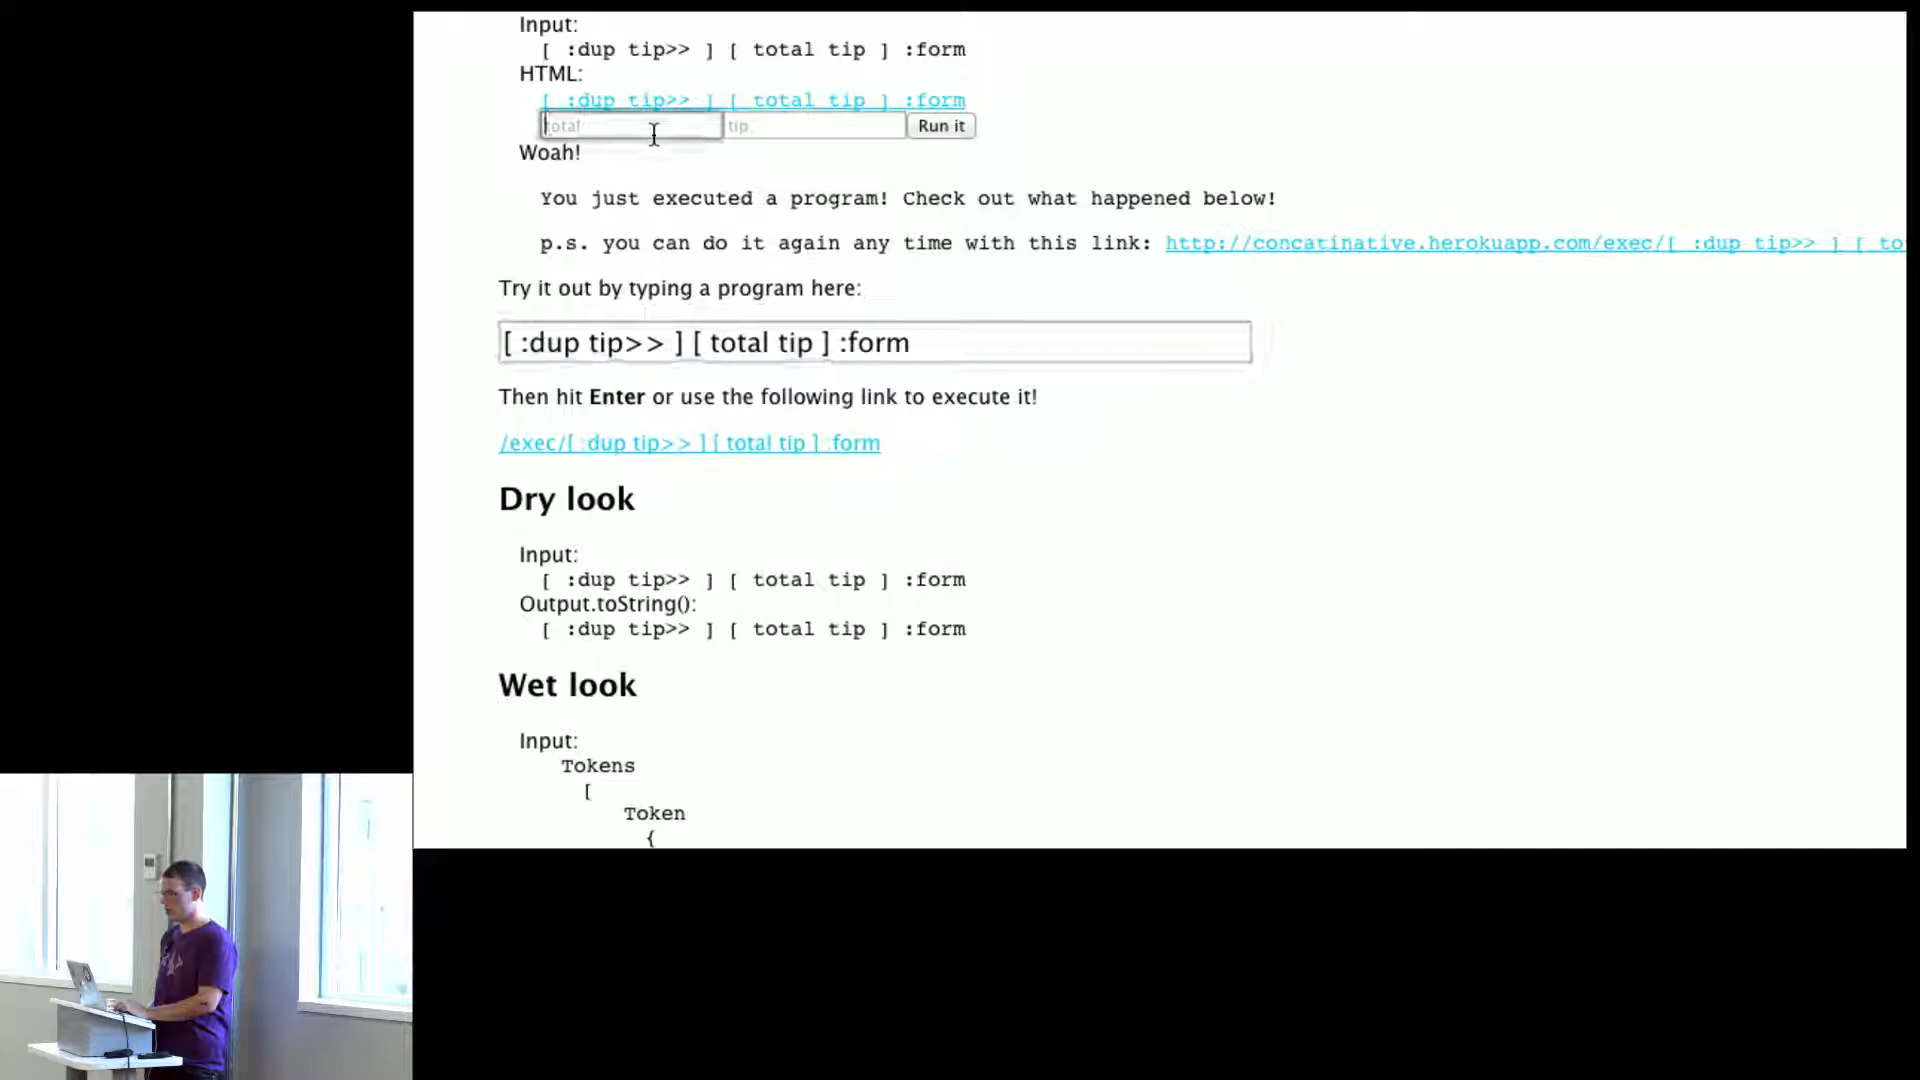 Input:
[ :dup tip>> ] [ total tip ] :form
HTML:
[ :dup tip>> ] [ total tip ] :form
total tip Run it
Woah!
You just executed a program! Check out what happened below!
p.s. you can do it again any time with this link: http://concatinative.herokuapp.com/exec/[ :dup tip>> ] [ to
Try it out by typing a program here:
[ :dup tip>> ] [ total tip ] :form
Then hit Enter or use the following link to execute it!
/exec/[ :dup tip>> ] [ total tip ] :form
Dry look
Input:
[ :dup tip>> ] [ total tip ] :form
Output.toString():
[ :dup tip>> ] [ total tip ] :form
Wet look
Input:
Tokens
[
Token
{